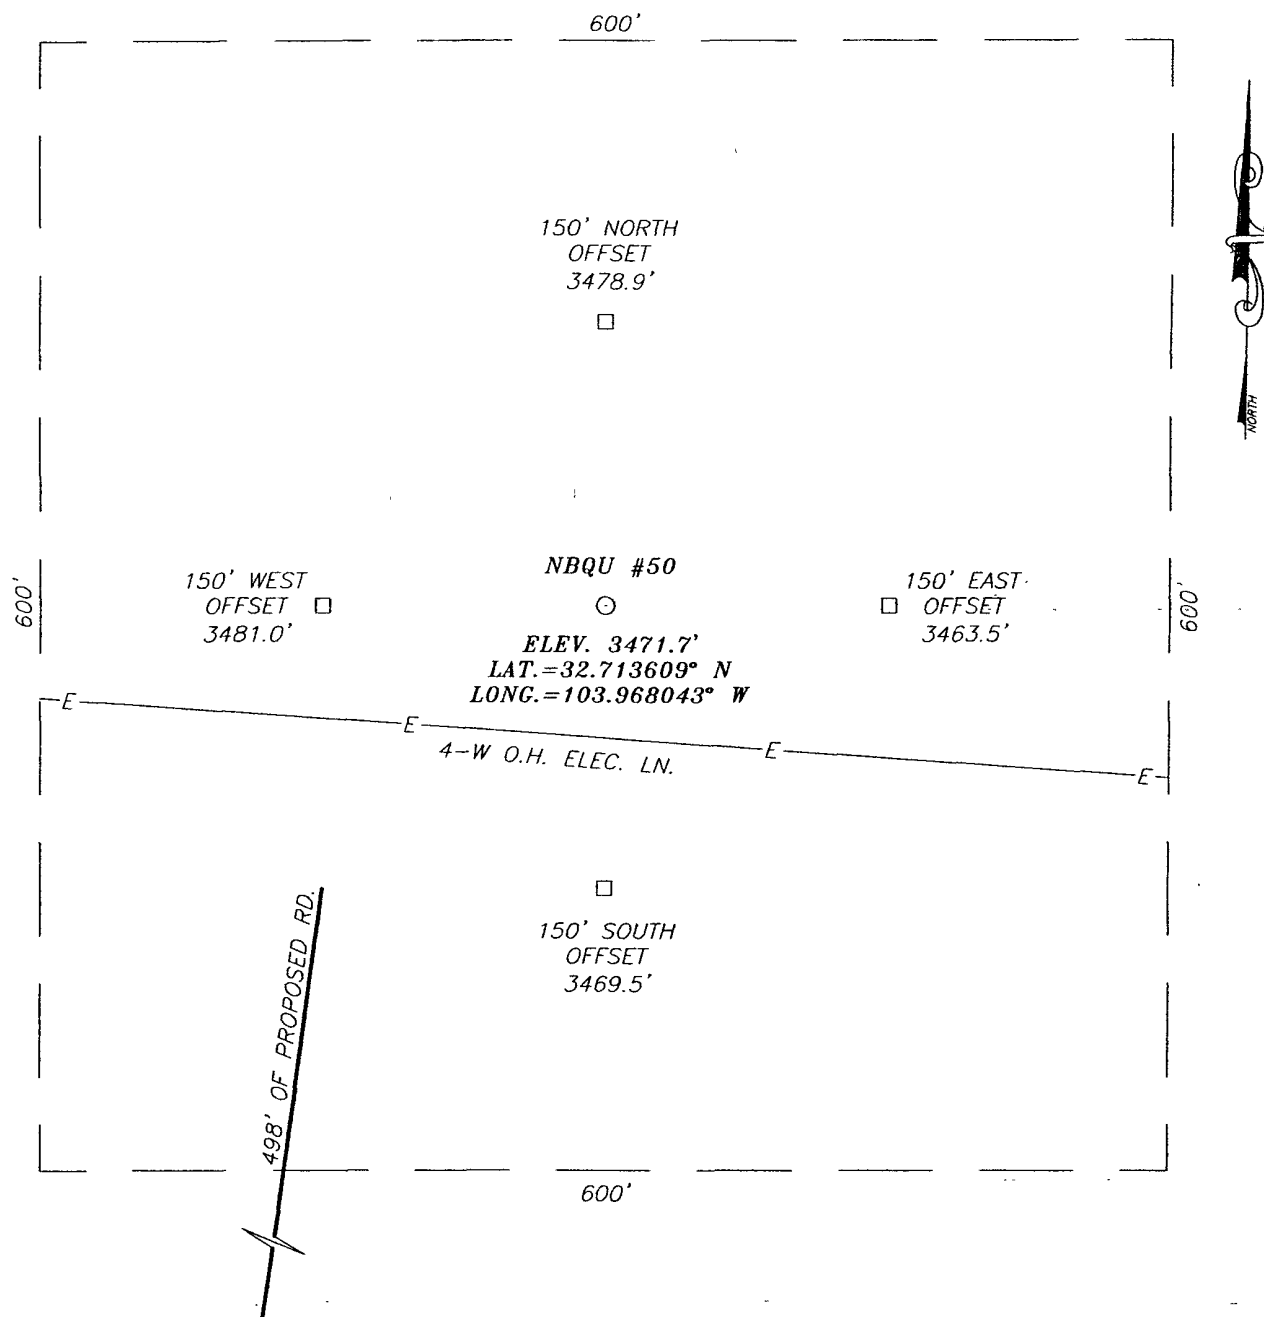 600'
150' NORTH
OFFSET
3478.9'
NORTH
NBQU #50
150' WEST
OFFSET
3481.0'
150' EAST
OFFSET
3463.5'
600'
600'
ELEV. 3471.7'
LAT.=32.713609° N
LONG.=103.968043° W
E
E
E
E
4-W O.H. ELEC. LN.
150' SOUTH
OFFSET
3469.5'
498' OF PROPOSED RD.
600'